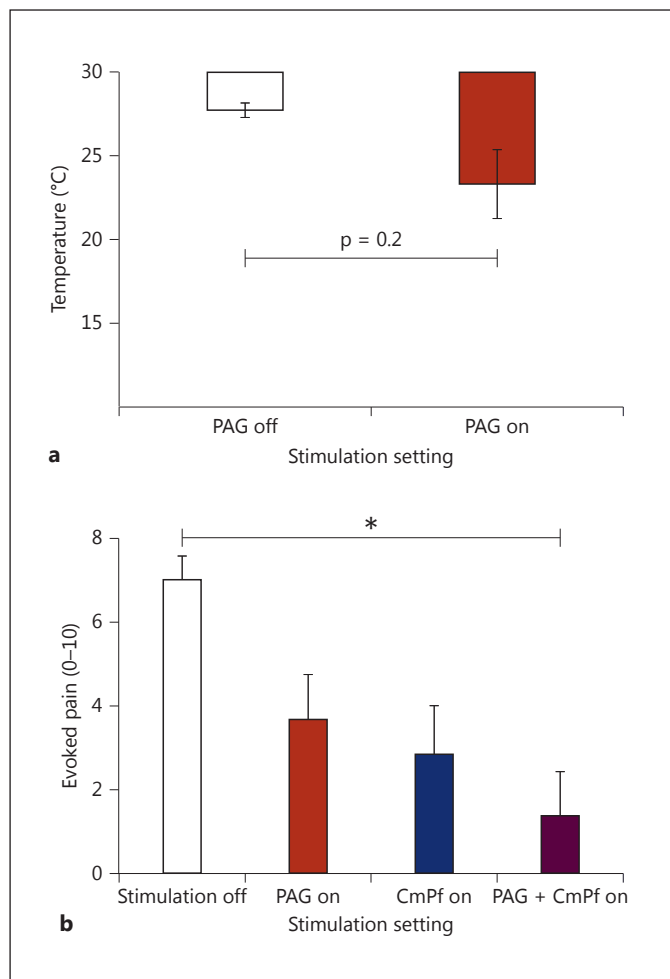 30
25
20
15
Temperature (°C)
p = 0.2
PAG off PAG on
a Stimulation setting
8
6
4
2
0
Evoked pain (0–10)
*
Stimulation off PAG on CmPf on PAG + CmPf on
b Stimulation setting